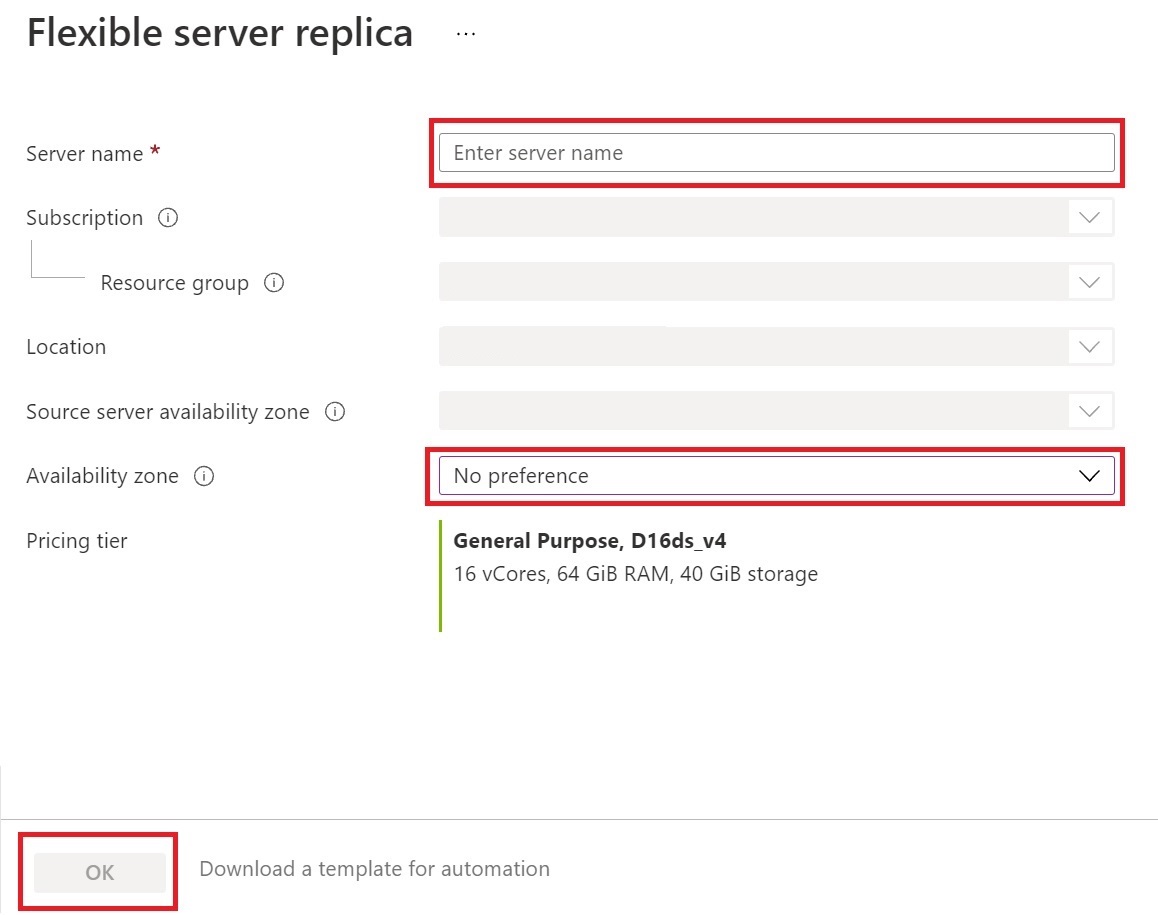 Flexible server replica ...
Server name *
Enter server name
Subscription
Resource group
Location
Source server availability zone
Availability zone
No preference
Pricing tier
General Purpose, D16ds_v4
16 vCores, 64 GiB RAM, 40 GiB storage
OK
Download a template for automation